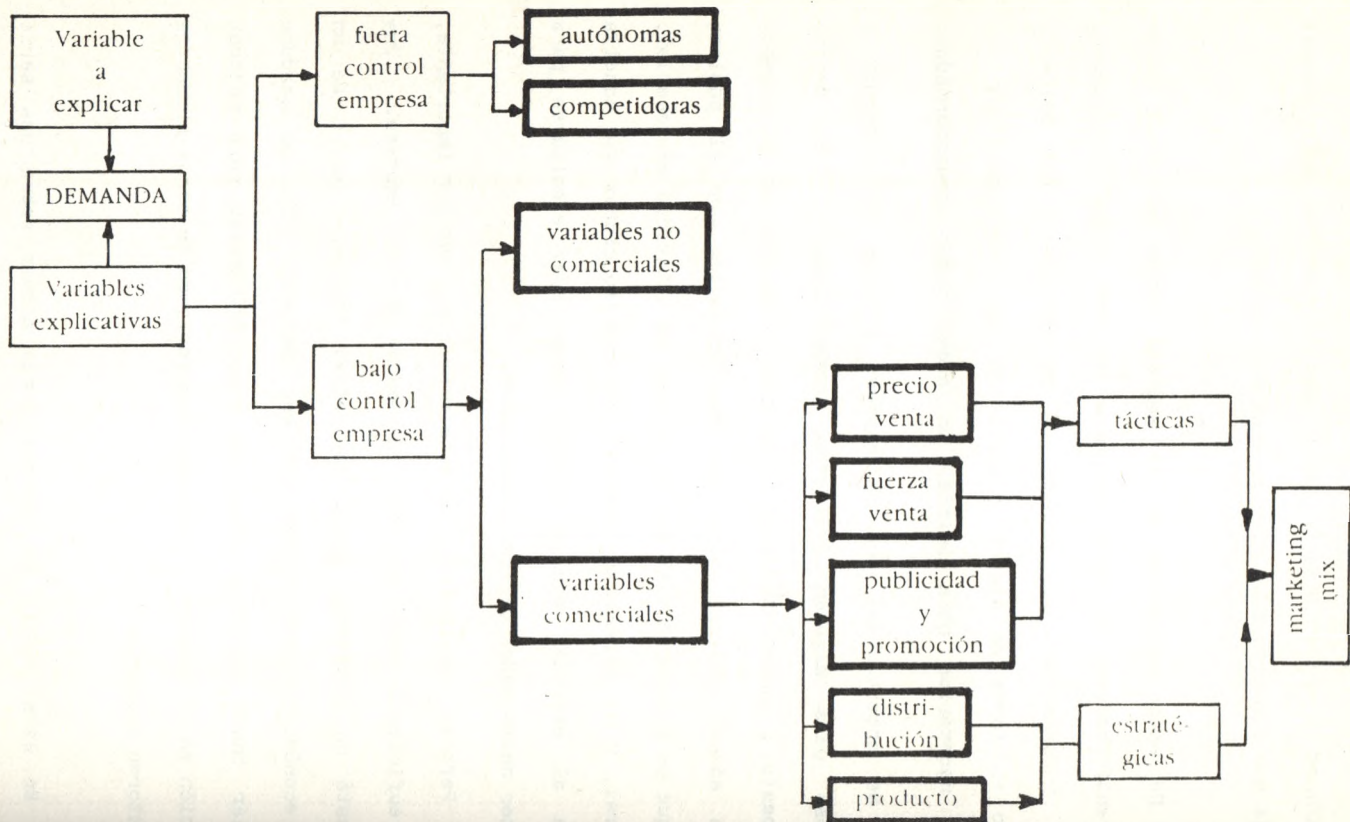 Variable
a
explicar
DEMANDA
Variables
explicativas
fuera
control
empresa
autónomas
competidoras
bajo
control
empresa
variables no
comerciales
variables
comerciales
precio
venta
fuerza
venta
publicidad
y
promoción
distri-
bución
producto
tácticas
estraté-
gicas
marketing
mix